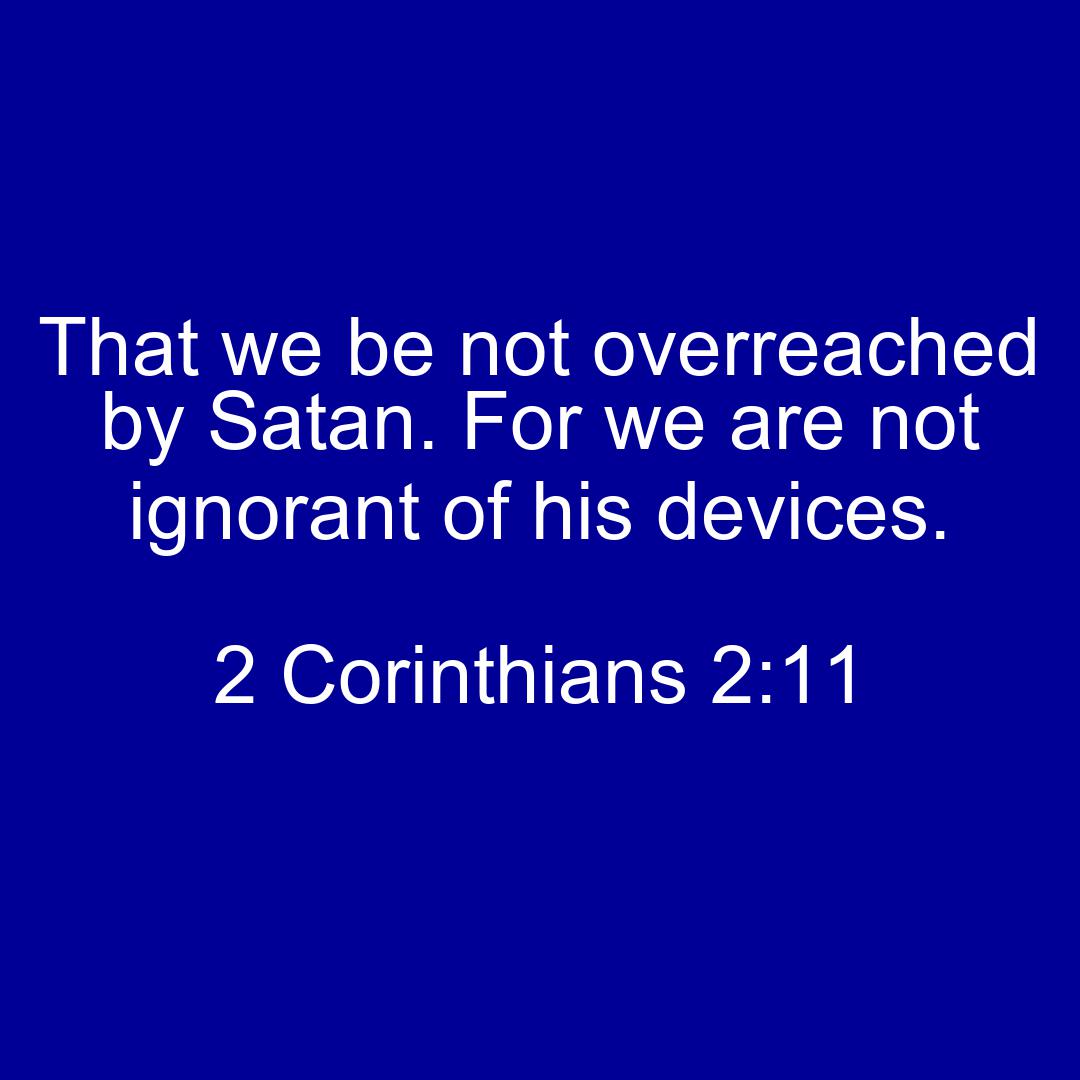 That we be not overreached
by Satan. For we are not
ignorant of his devices.
2 Corinthians 2:11